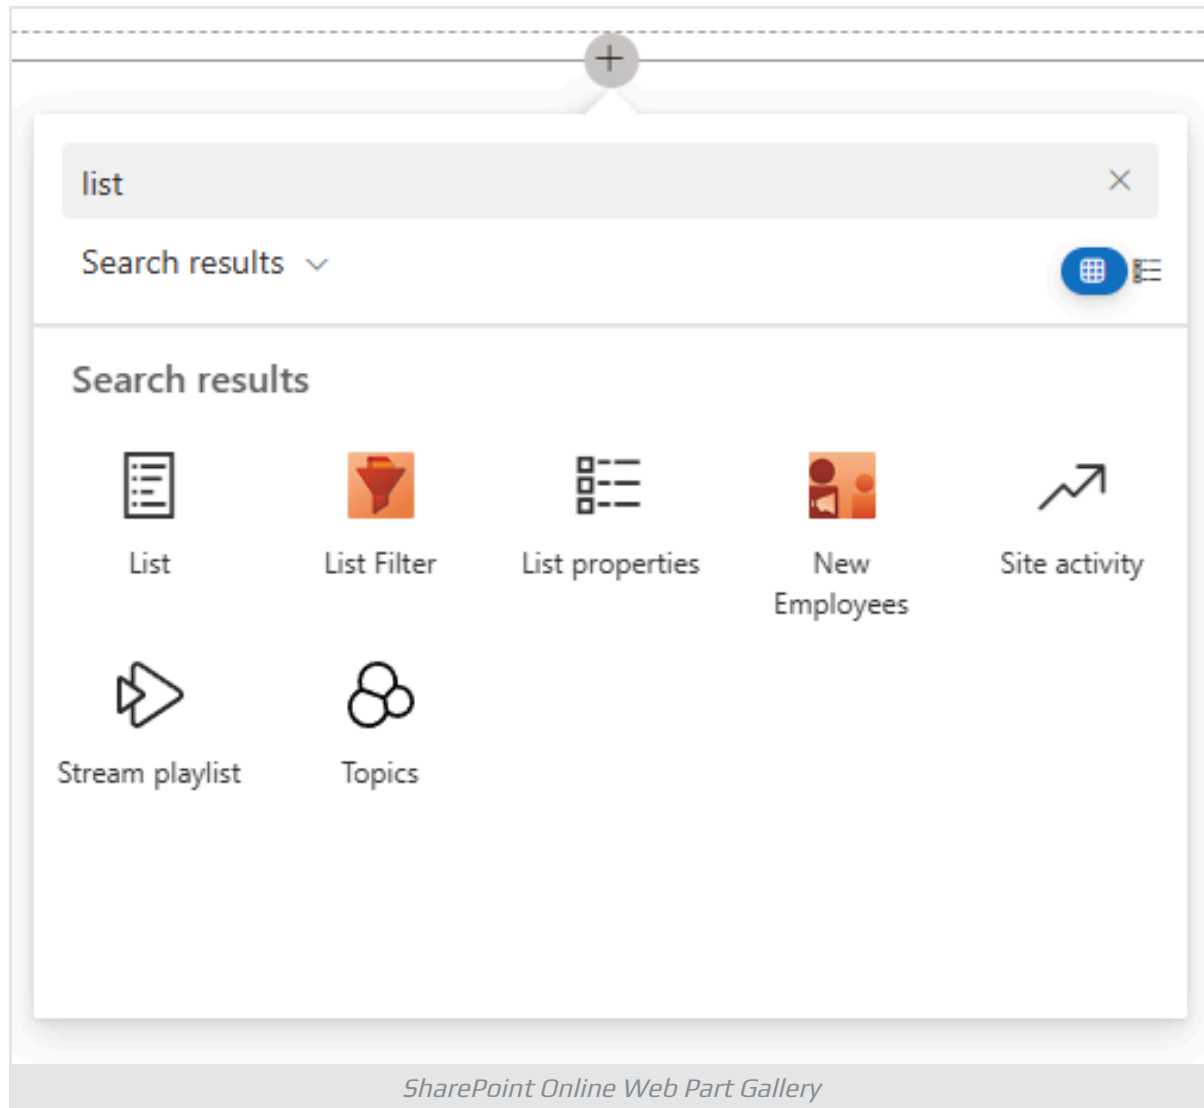 list
Search results
Search results
List
List Filter
List properties
New
Employees
Site activity
Stream playlist
Topics
SharePoint Online Web Part Gallery